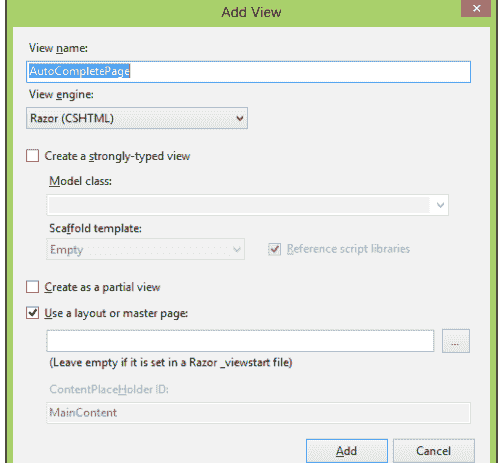 Add View
View name:
AutoCompletePage
View engine:
Razor (CSHTML)
Create a strongly-typed view
Model class:
Scaffold template:
Empty
Reference script libraries
Create as a partial view
Use a layout or master page:
...
(Leave empty if it is set in a Razor _viewstart file)
ContentPlaceHolder ID:
MainContent
Add
Cancel